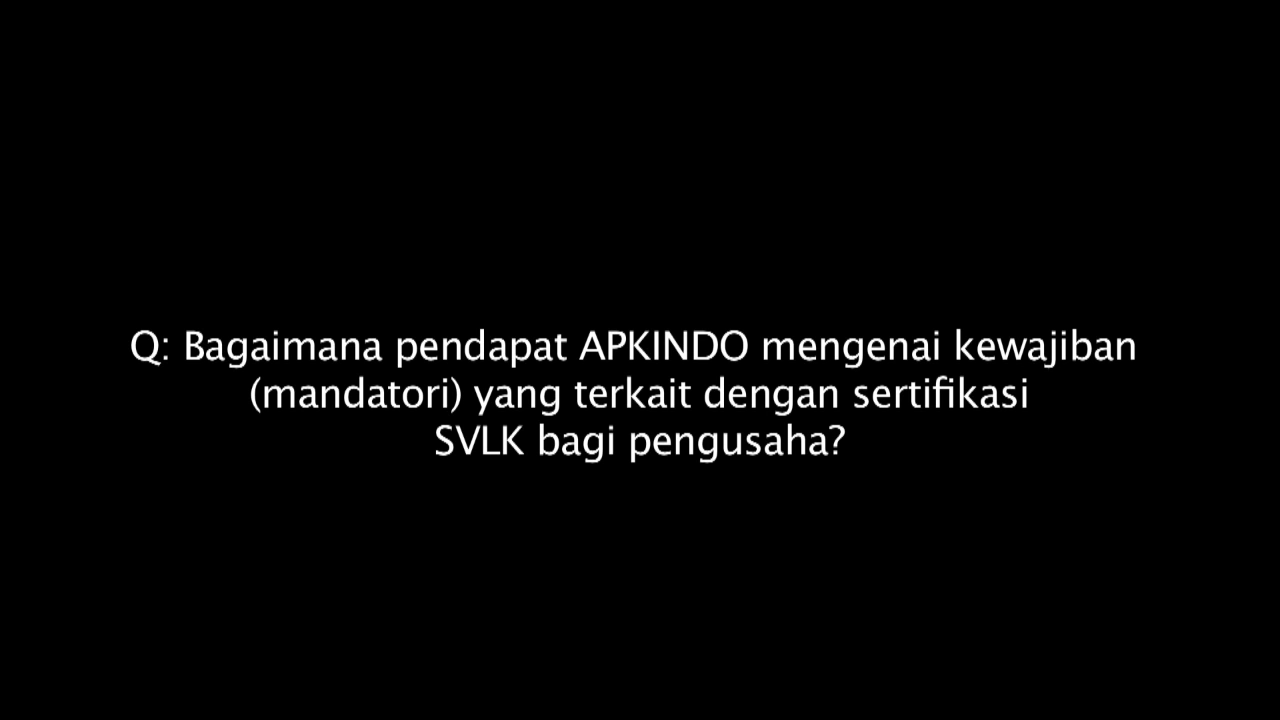 Q: Bagaimana pendapat APKINDO mengenai kewajiban
(mandatori) yang terkait dengan sertifikasi
SVLK bagi pengusaha?